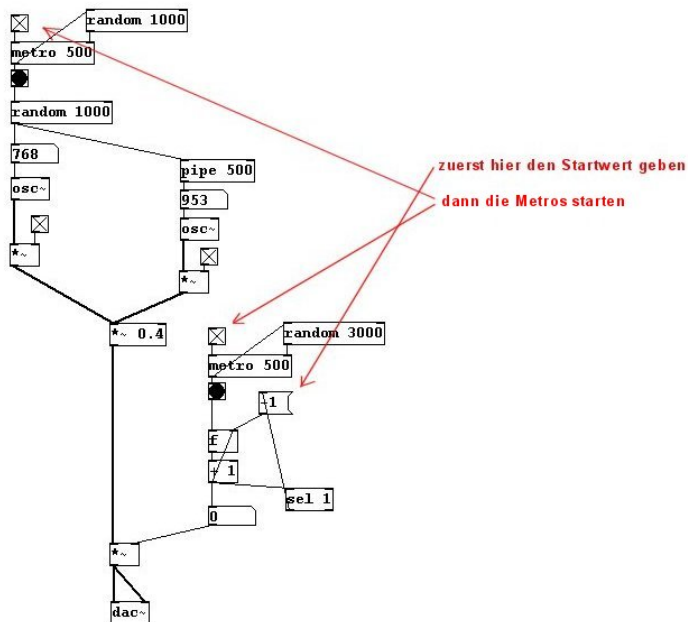 random 1000
metro 500
random 1000
768
pipe 500
zuerst hier den Startwert geben
953
osc~
dann die Metros starten
osc~
*~
*~
*~ 0.4
random 3000
metro 500
-1
f
+ 1
sel 1
0
*~
dac~